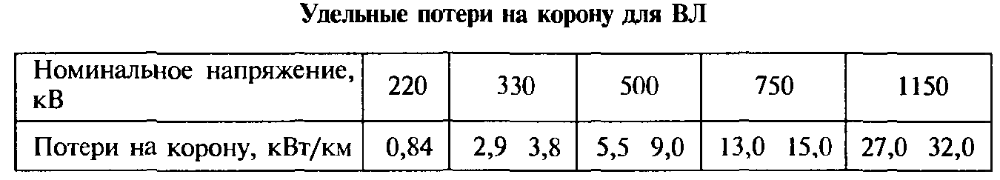 Удельные потери на корону для ВЛ
Номинальное напряжение, кВ 220 330 500 750 1150
Потери на корону, кВт/км 0,84 2,9 3,8 5,5 9,0 13,0 15,0 27,0 32,0